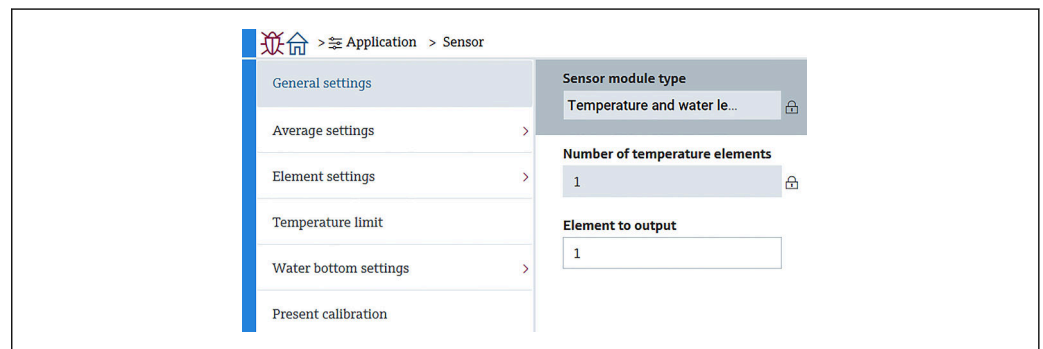 > Application > Sensor
General settings
Average settings
Element settings
Temperature limit
Water bottom settings
Present calibration
Sensor module type
Temperature and water le...
Number of temperature elements
1
Element to output
1